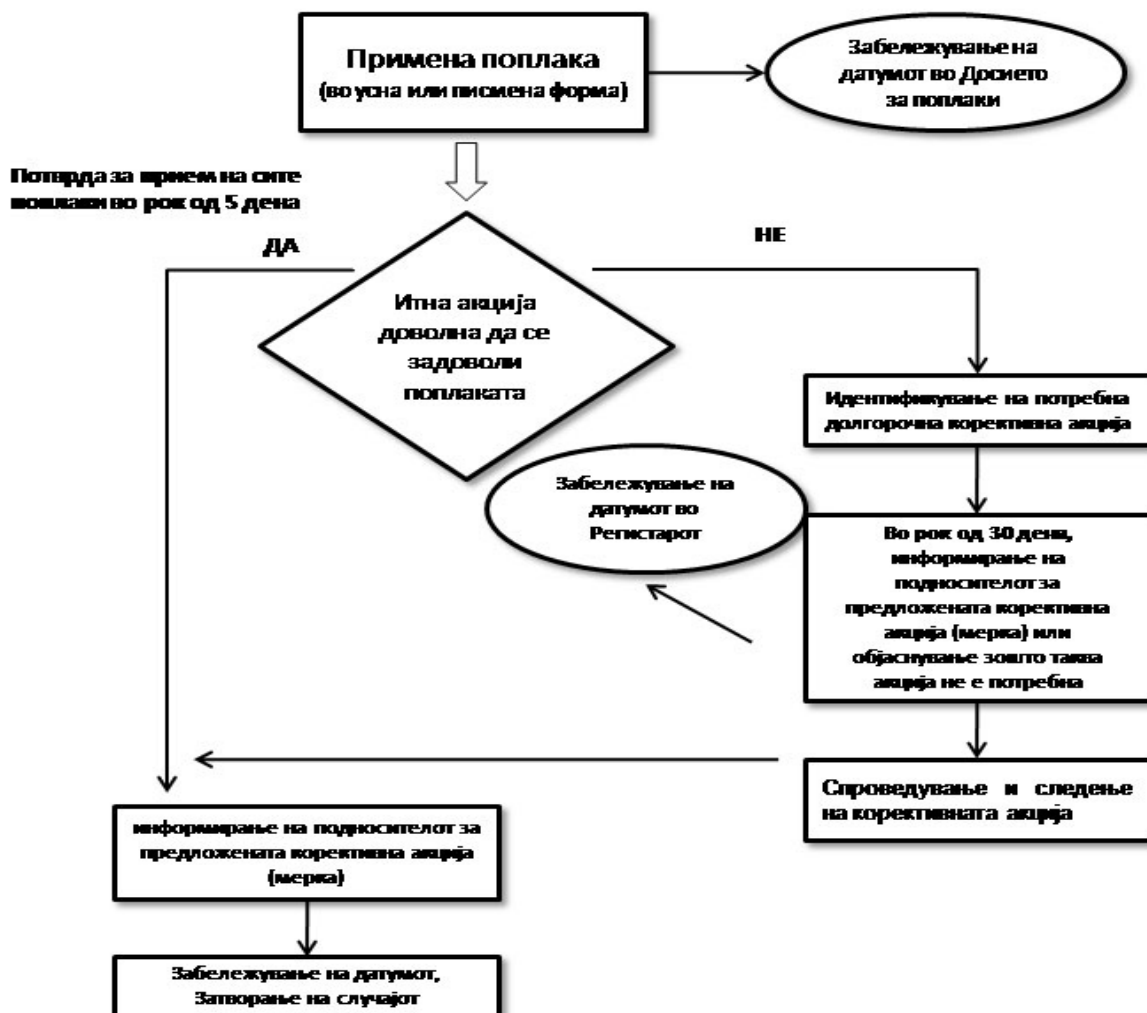 Примена поплака
(во усна или писмена форма)
Забележување на
датумот во Досието
за поплаки
Потврда за прием на сите
поплаки во рок од 5 дена
ДА
НЕ
Итна акција
доволна да се
задоволи
поплаката
Идентификување на потребна
долгорочна корективна акција
Забележување на
датумот во
Регистарот
Во рок од 30 дена,
информирање на
подносителот за
предложената корективна
акција (мерка) или
објаснување зошто таква
акција не е потребна
Спроведување и следење
на корективната акција
информирање на подносителот за
предложената корективна акција
(мерка)
Забележување на датумот,
Затворање на случајот